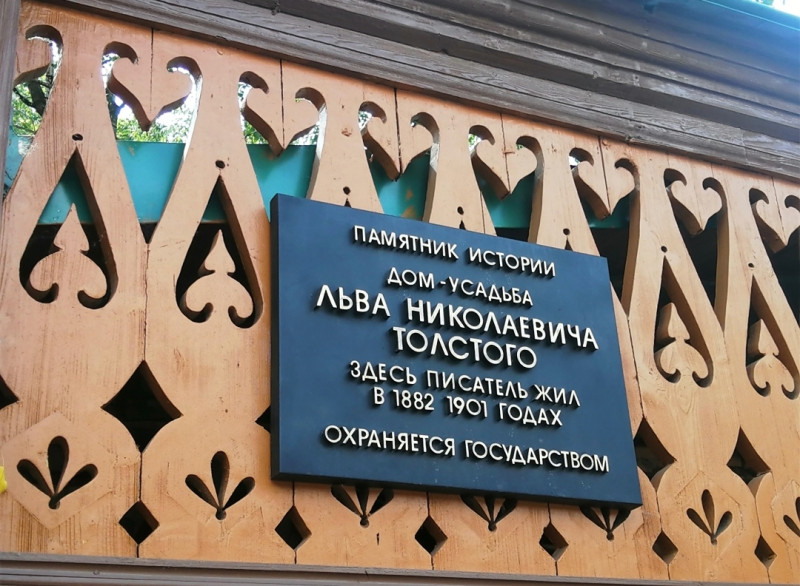 ПАМЯТНИК ИСТОРИИ
ДОМ-УСАДЬБА
ЛЬВА НИКОЛАЕВИЧА
ТОЛСТОГО
ЗДЕСЬ ПИСАТЕЛЬ ЖИЛ
В 1882 1901 ГОДАХ
ОХРАНЯЕТСЯ ГОСУДАРСТВОМ